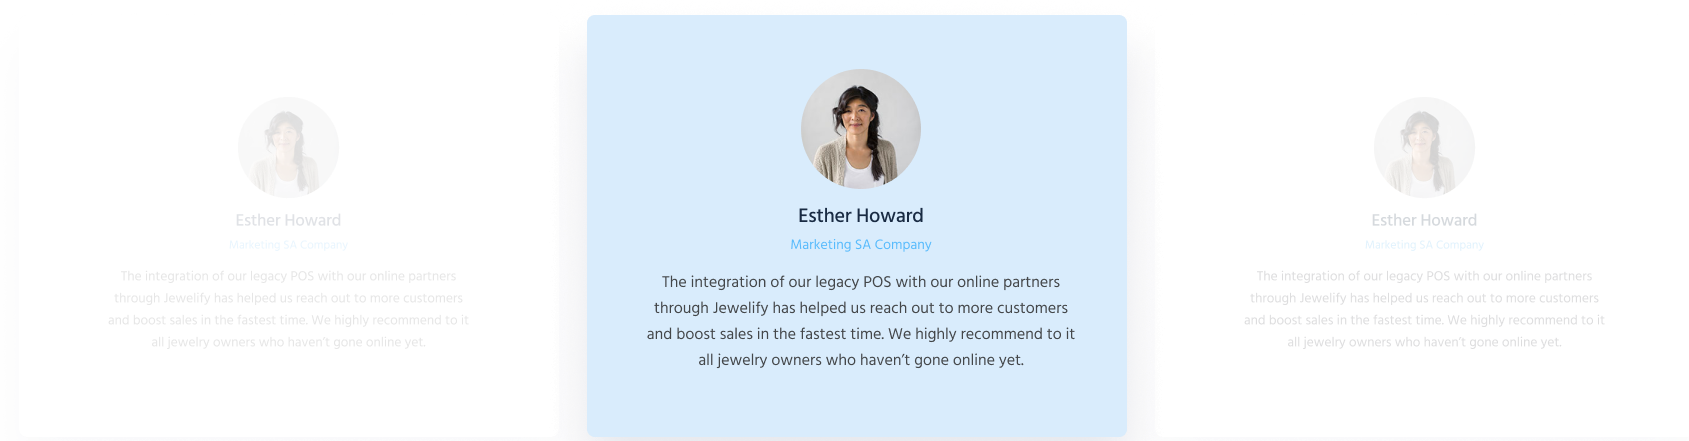 Esther Howard
Marketing SA Company
The integration of our legacy POS with our online partners
through Jewelify has helped us reach out to more customers
and boost sales in the fastest time. We highly recommend to it
all jewelry owners who haven’t gone online yet.
Esther Howard
Marketing SA Company
The integration of our legacy POS with our online partners
through Jewelify has helped us reach out to more customers
and boost sales in the fastest time. We highly recommend to it
all jewelry owners who haven’t gone online yet.
Esther Howard
Marketing SA Company
The integration of our legacy POS with our online partners
through Jewelify has helped us reach out to more customers
and boost sales in the fastest time. We highly recommend to it
all jewelry owners who haven’t gone online yet.